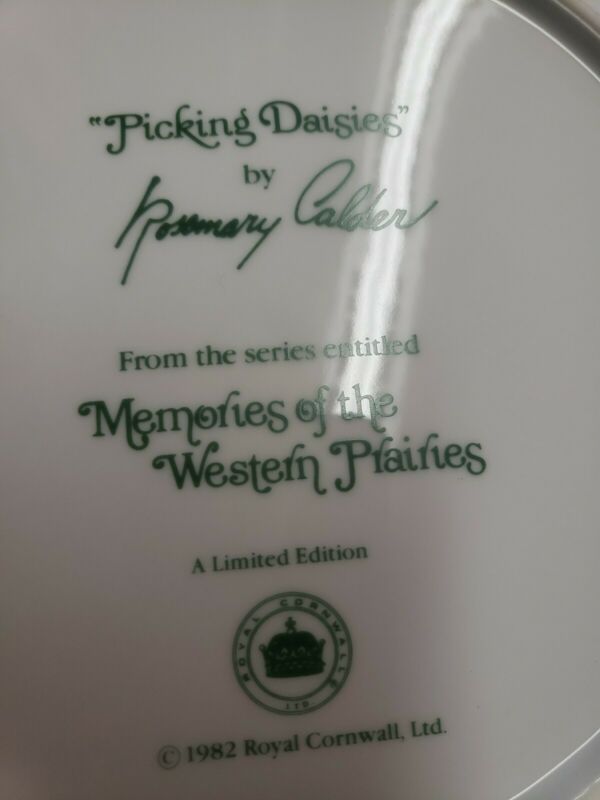 "Picking Daisies"
by
Rosemary Calder
From the series entitled
Memories of the
Western Prairies
A Limited Edition
ROYAL CORNWALL
LTD.
© 1982 Royal Cornwall, Ltd.